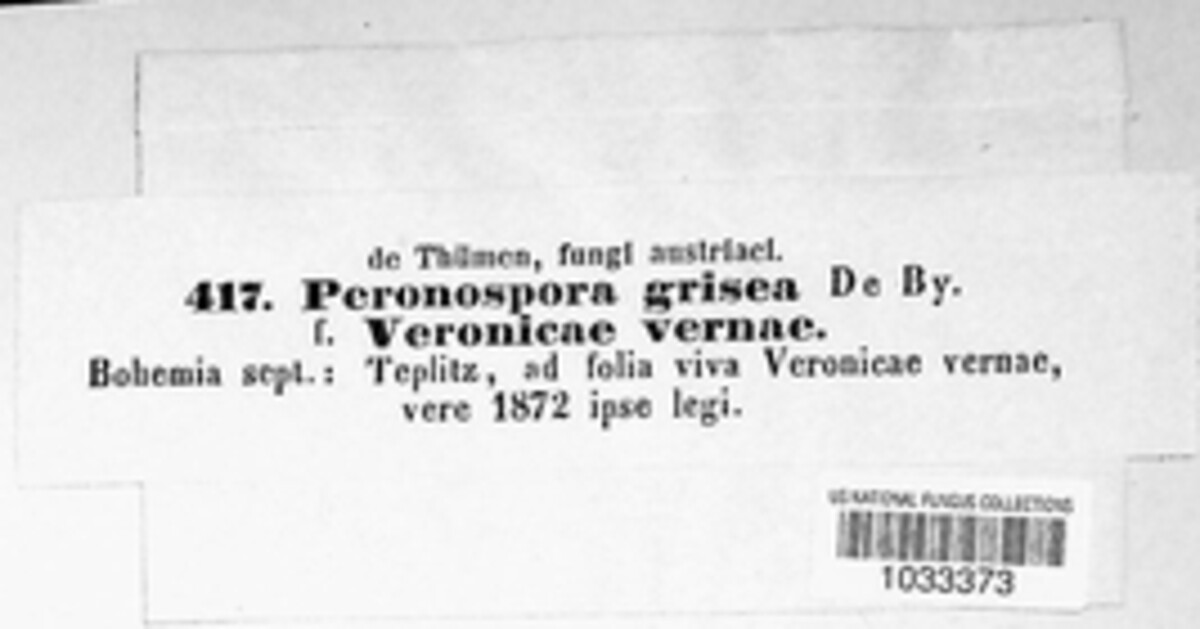 de Thümen, fungi austriaci.
417. Peronospora grisea De By.
f. Veronicae vernae.
Bohemia sept.: Teplitz, ad folia viva Veronicae vernae,
vere 1872 ipse legi.
US NATIONAL FUNGUS COLLECTIONS
1033373